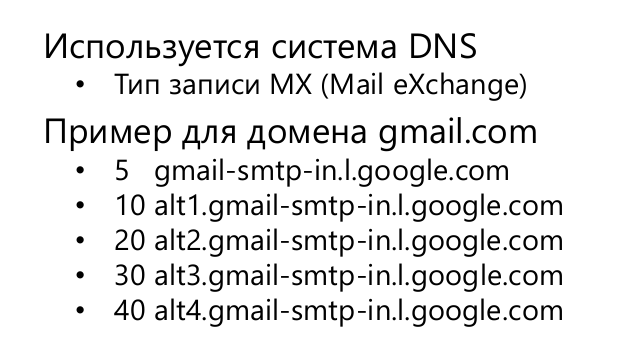 Используется система DNS
• Тип записи MX (Mail eXchange)
Пример для домена gmail.com
• 5 gmail-smtp-in.l.google.com
• 10 alt1.gmail-smtp-in.l.google.com
• 20 alt2.gmail-smtp-in.l.google.com
• 30 alt3.gmail-smtp-in.l.google.com
• 40 alt4.gmail-smtp-in.l.google.com